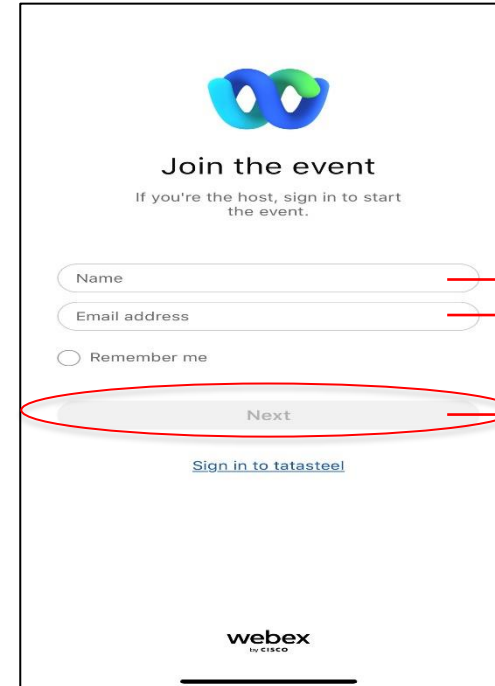 Join the event
If you're the host, sign in to start
the event.
Name
Email address
Remember me
Next
Sign in to tatasteel
webex
by CISCO